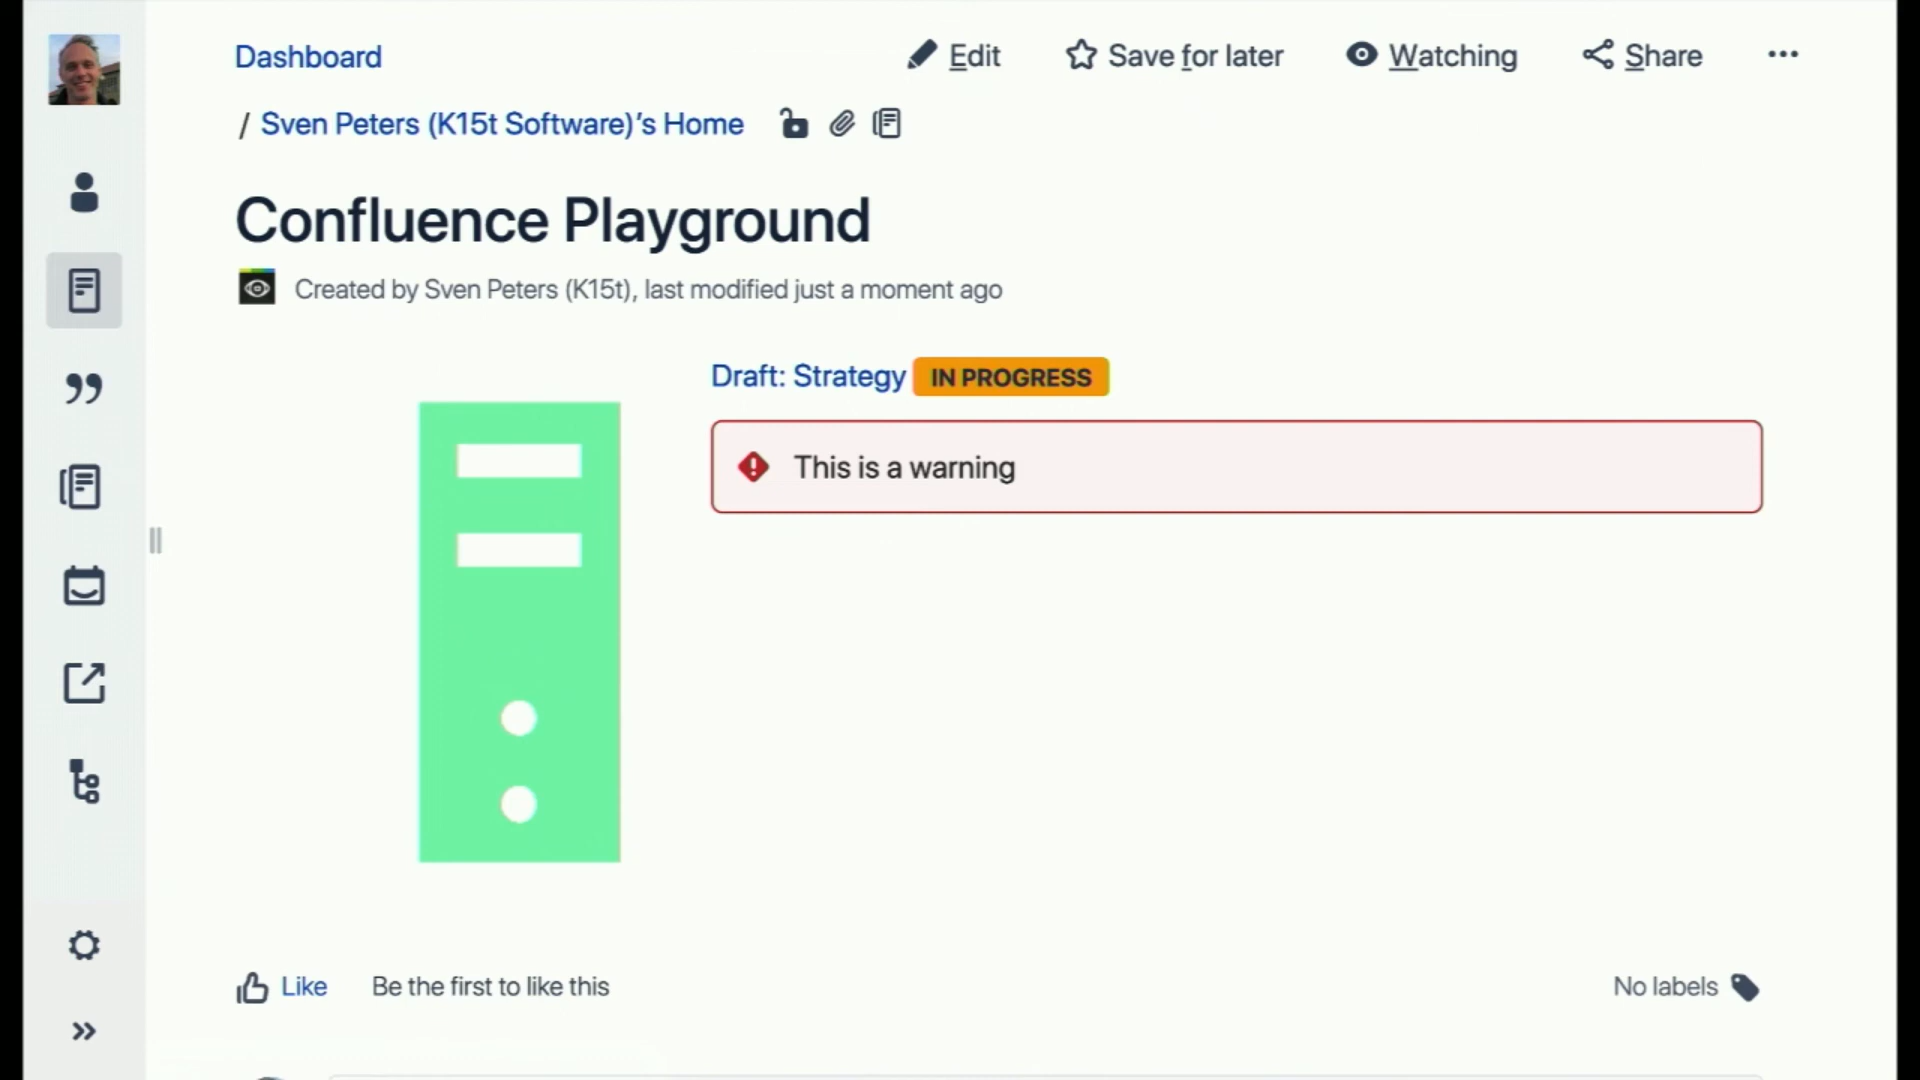 Dashboard
Edit
Save for later
Watching
Share
/ Sven Peters (K15t Software)’s Home
Confluence Playground
Created by Sven Peters (K15t), last modified just a moment ago
Draft: Strategy IN PROGRESS
This is a warning
Like
Be the first to like this
No labels